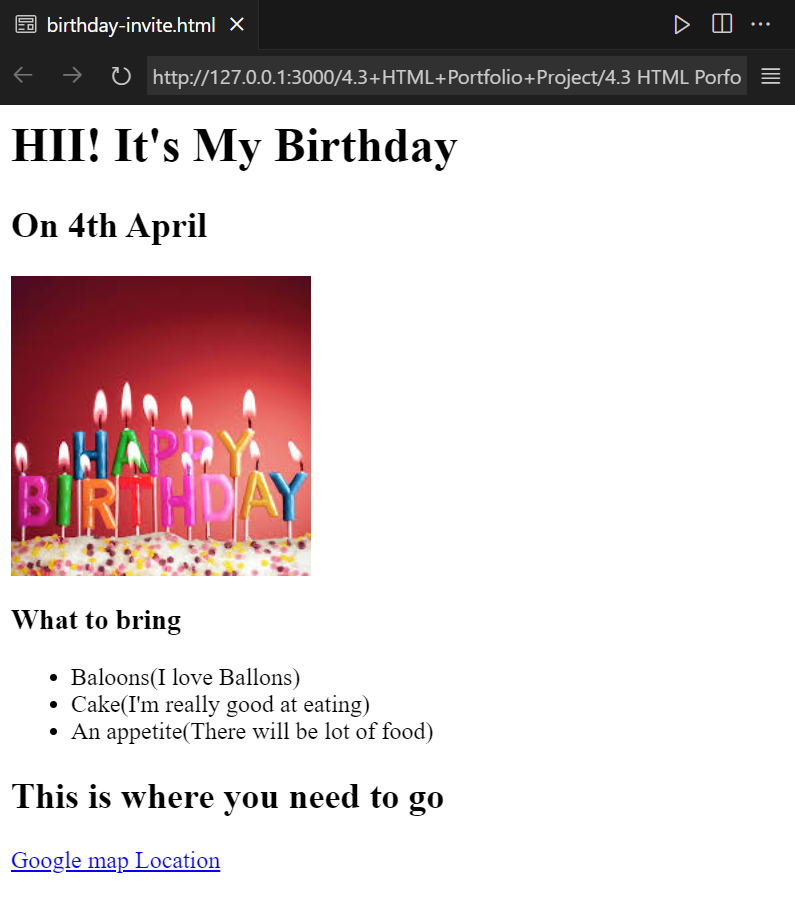 birthday-invite.html
http://127.0.0.1:3000/4.3+HTML+Portfolio+Project/4.3 HTML Porfo
HII! It's My Birthday
On 4th April
HAPPY
BIRTHDAY
What to bring
Baloons(I love Ballons)
Cake(I'm really good at eating)
An appetite(There will be lot of food)
This is where you need to go
Google map Location